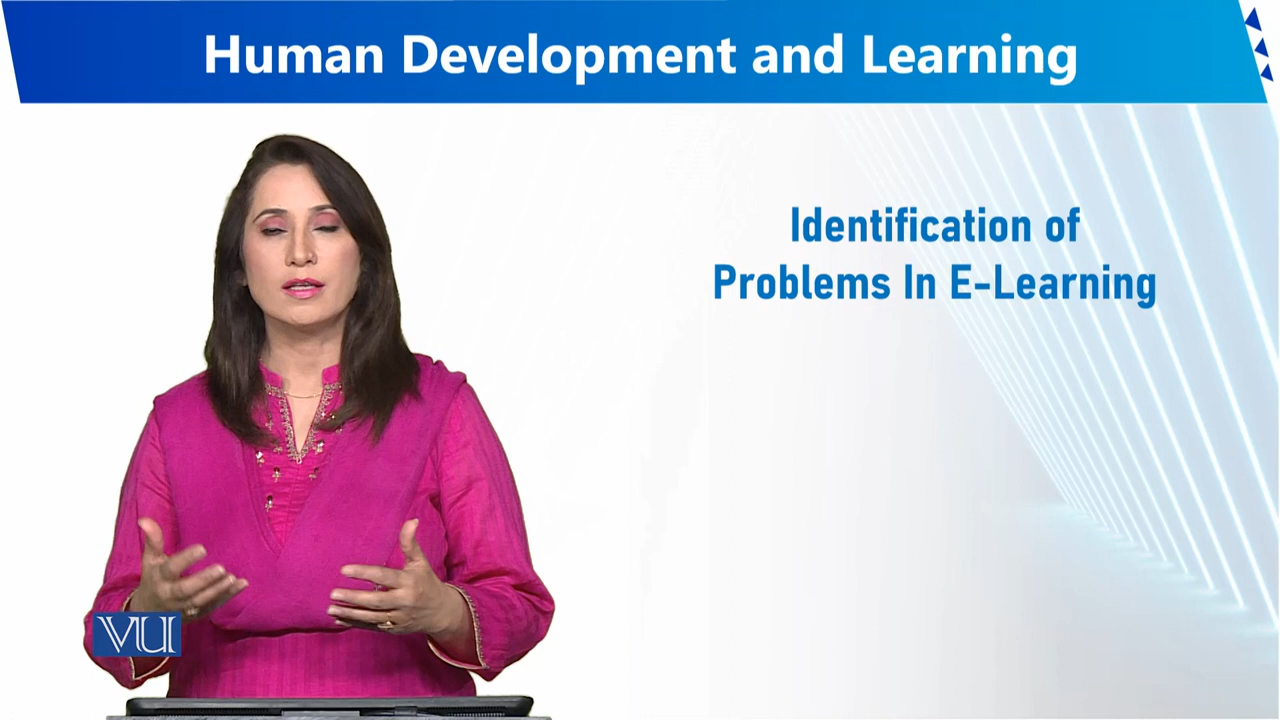 Human Development and Learning
Identification of
Problems In E-Learning
VU